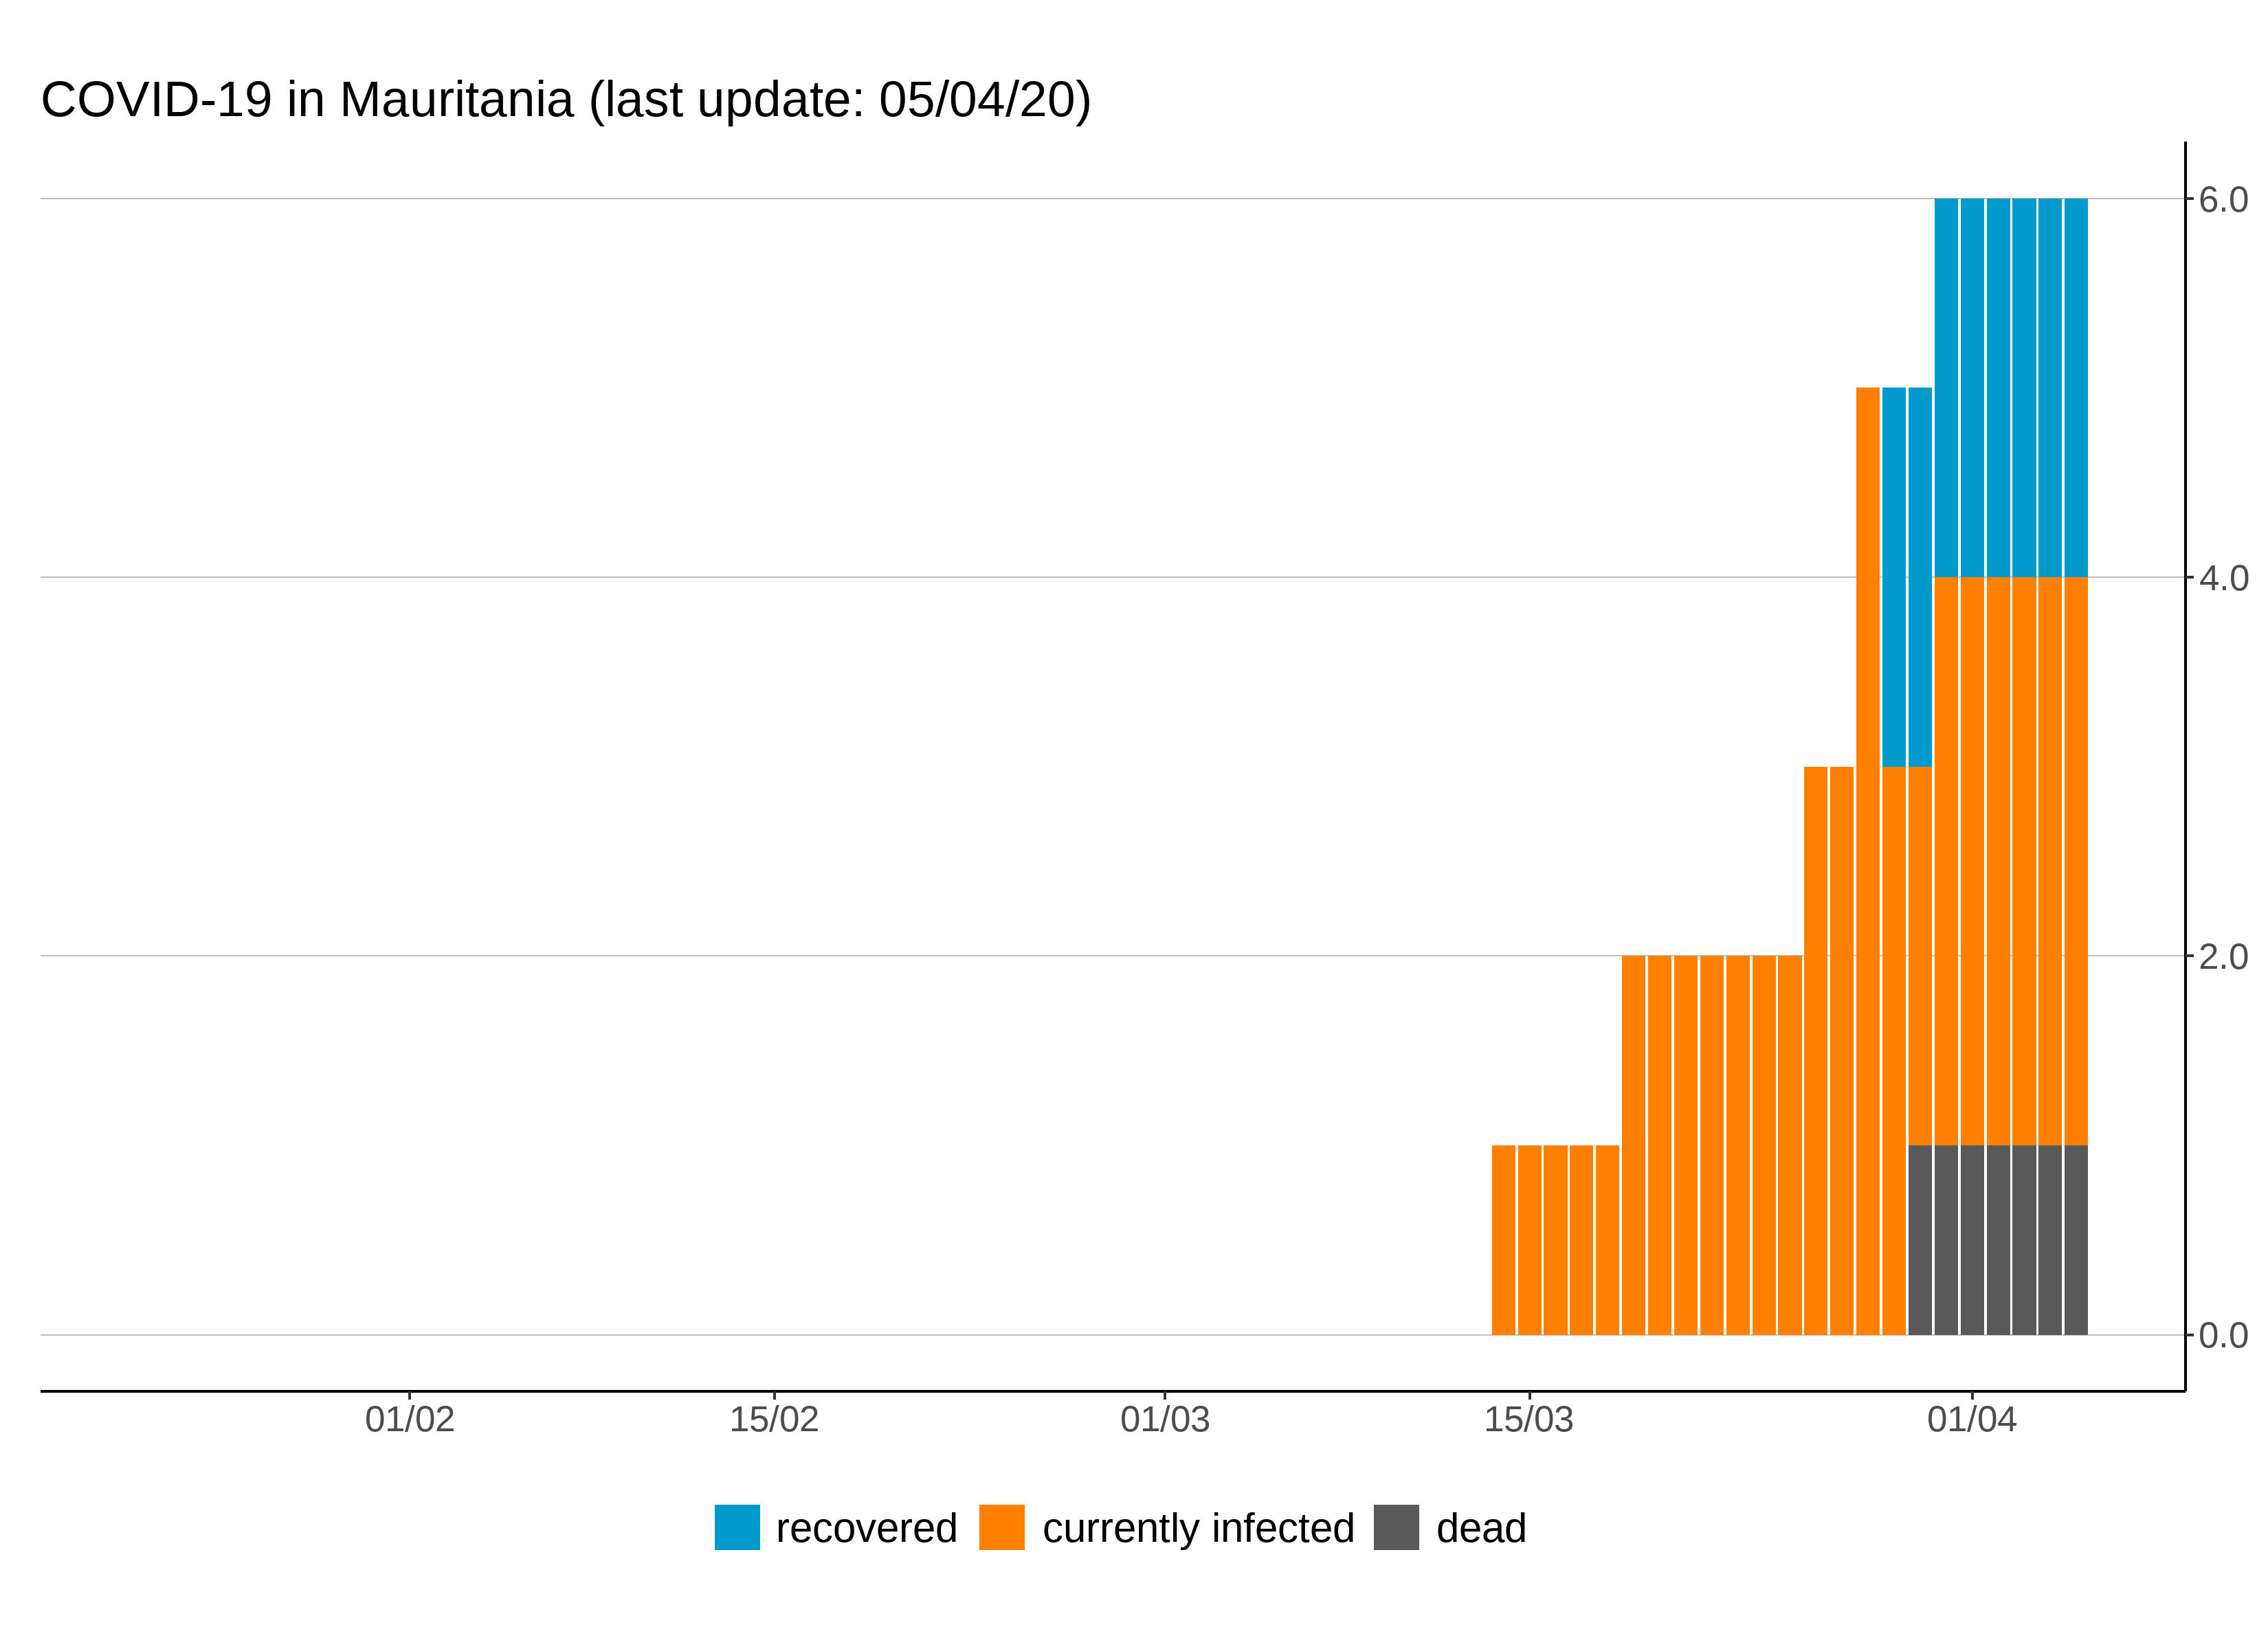 COVID-19 in Mauritania (last update: 05/04/20)
6.0
4.0
2.0
0.0
01/02 15/02 01/03 15/03 01/04
recovered currently infected dead